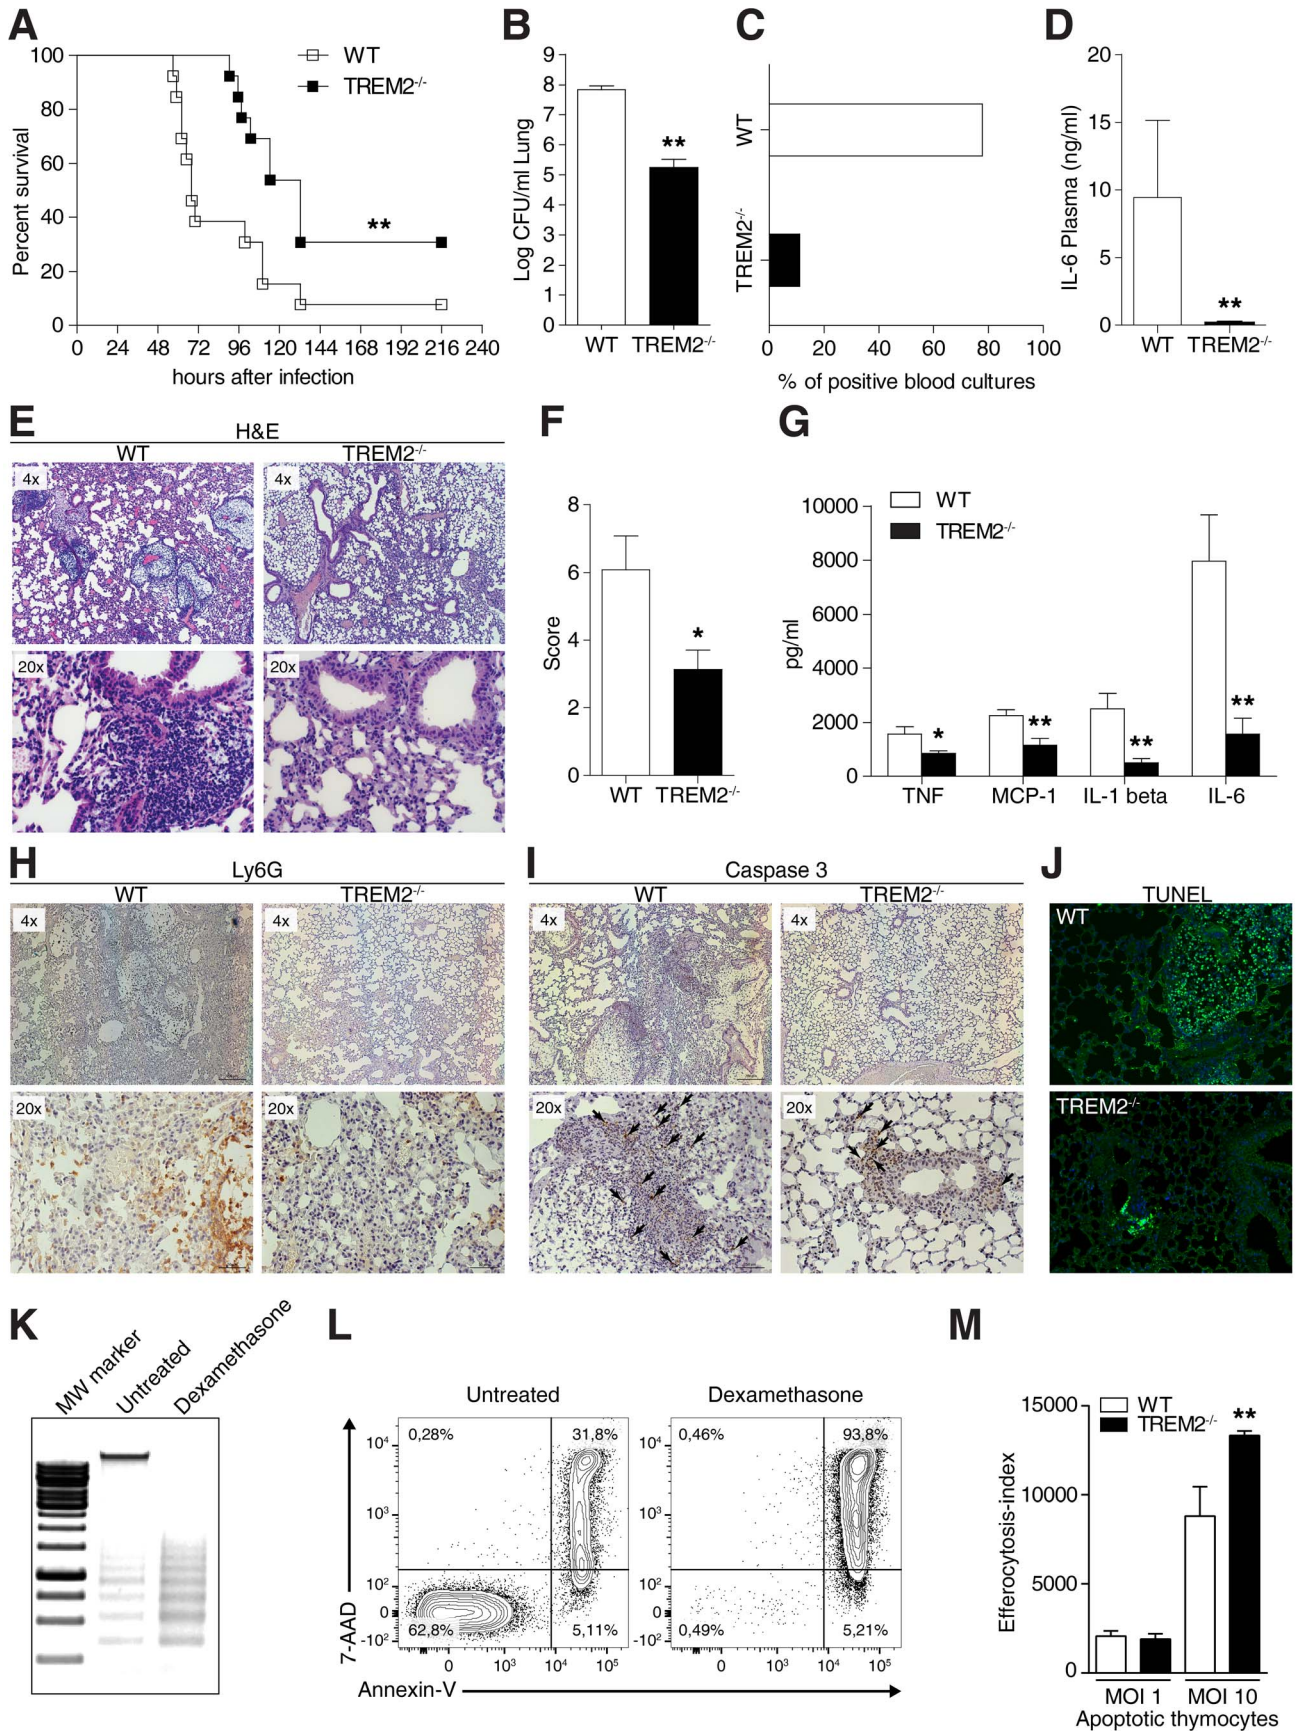 A
100
80
60
40
20
0
Percent survival
WT
TREM2-/-
**
0 24 48 72 96 120 144 168 192 216 240
hours after infection
B
9
8
7
6
5
4
3
2
1
0
Log CFU/ml Lung
**
WT TREM2-/-
C
WT
TREM2-/-
0 20 40 60 80 100
% of positive blood cultures
D
20
15
10
5
0
IL-6 Plasma (ng/ml)
**
WT TREM2-/-
E
H&E
WT TREM2-/-
4x 4x
20x 20x
F
8
6
4
2
0
Score
*
WT TREM2-/-
G
WT
TREM2-/-
10000
8000
6000
4000
2000
0
pg/ml
* ** ** **
TNF MCP-1 IL-1 beta IL-6
H
Ly6G
WT TREM2-/-
4x 4x
20x 20x
I
Caspase 3
WT TREM2-/-
4x 4x
20x 20x
J
TUNEL
WT
TREM2-/-
K
MW marker
Untreated
Dexamethasone
L
Untreated Dexamethasone
0,28% 31,8% 0,46% 93,8%
62,8% 5,11% 0,49% 5,21%
10⁴
10³
10²
0
-10²
10⁴
10³
10²
0
-10²
0 10³ 10⁴ 10⁵ 0 10³ 10⁴ 10⁵
7-AAD
Annexin-V
M
15000
10000
5000
0
Efferocytosis-index
WT
TREM2-/-
**
MOI 1 MOI 10
Apoptotic thymocytes